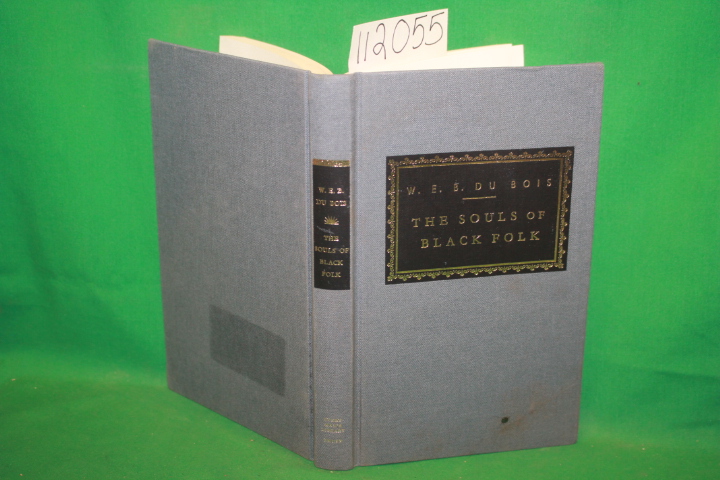 112055
W. E. B. DU BOIS
THE SOULS OF
BLACK FOLK
W. E. B.
DU BOIS
THE
SOULS OF
BLACK
FOLK